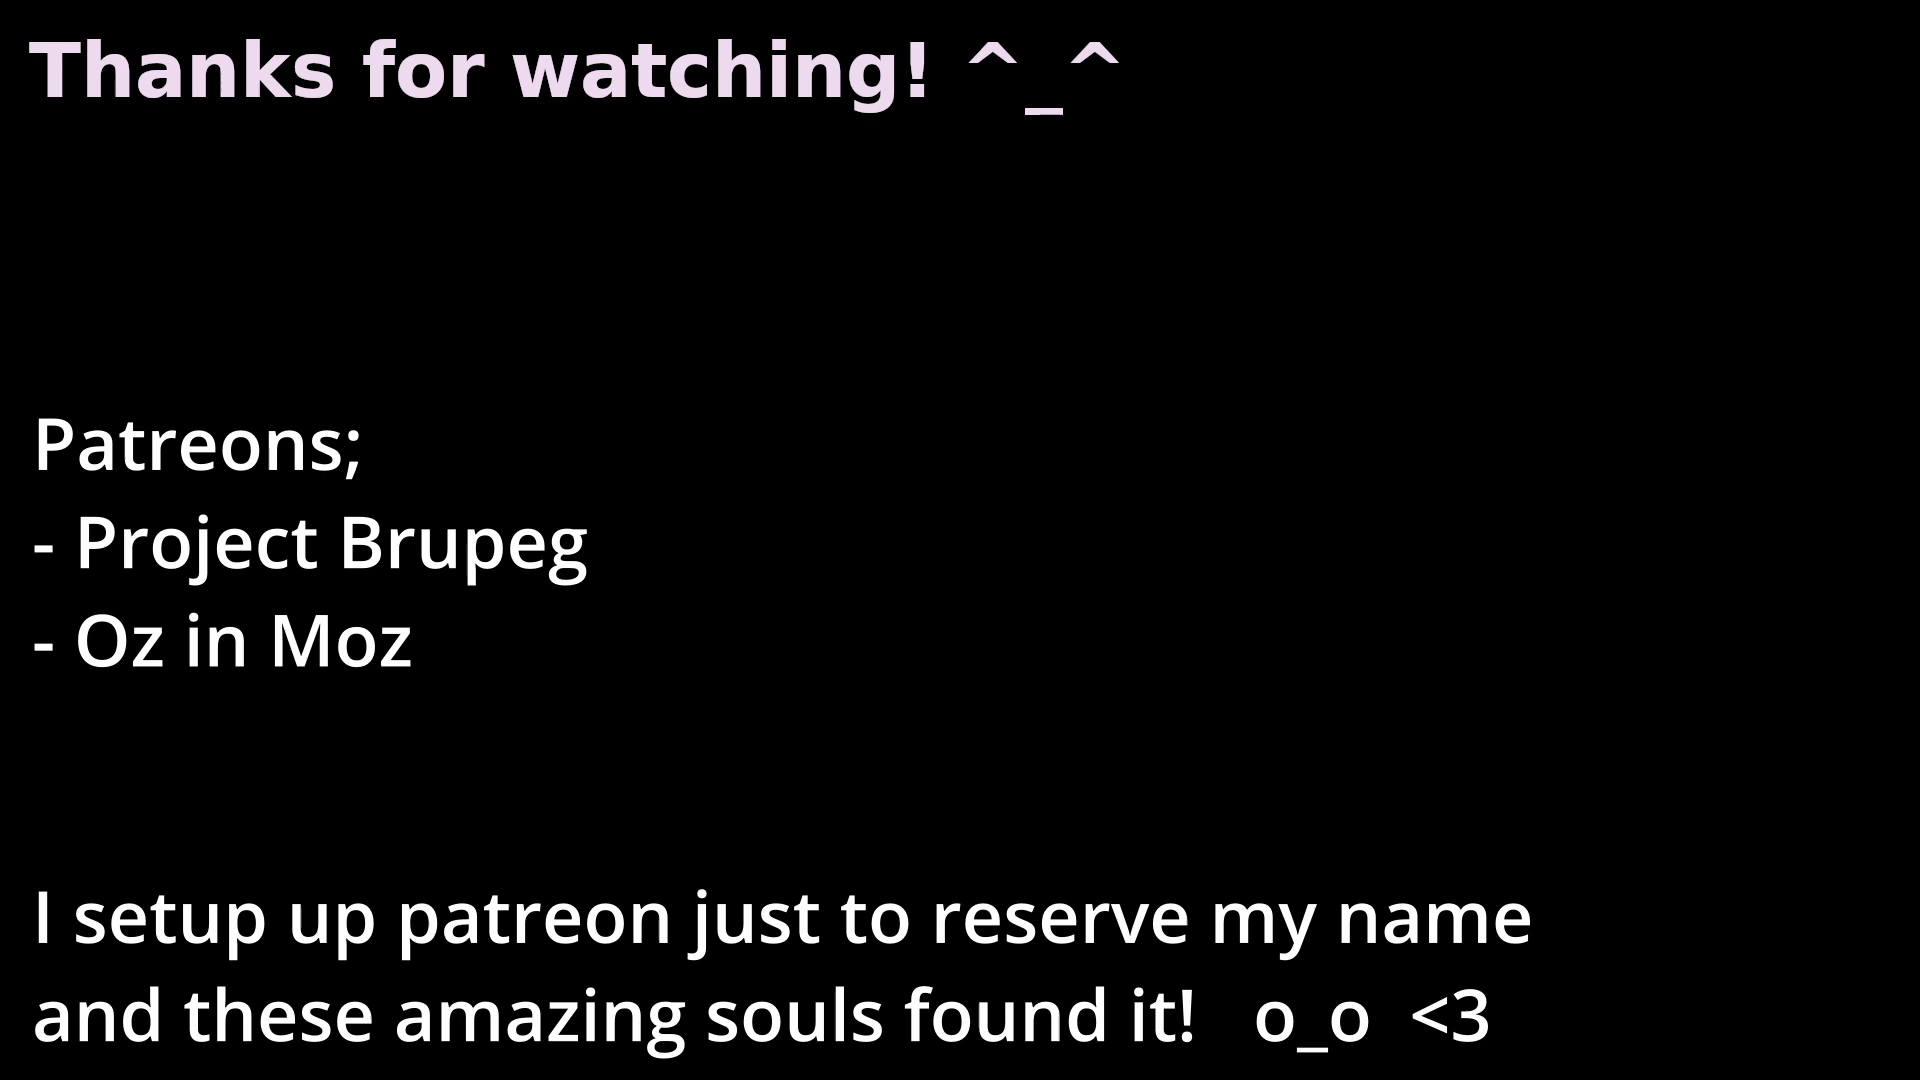 Thanks for watching! ^_^
Patreons;
- Project Brupeg
- Oz in Moz
I setup up patreon just to reserve my name
and these amazing souls found it!   o_o  <3